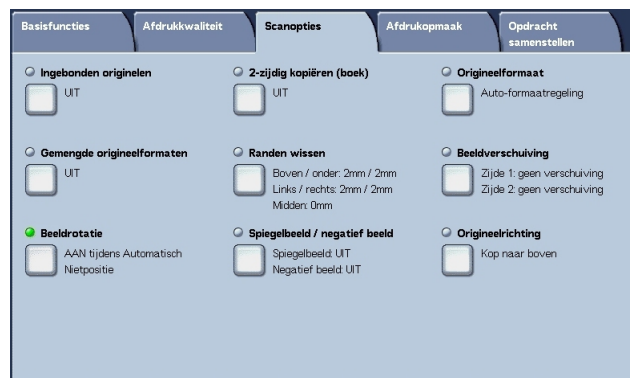 Basisfuncties
Afdrukkwaliteit
Scanopties
Afdrukopmaak
Opdracht
samenstellen
Ingebonden originelen
UIT
2-zijdig kopiëren (boek)
UIT
Origineelformaat
Auto-formaatregeling
Gemengde origineelformaten
UIT
Randen wissen
Boven / onder: 2mm / 2mm
Links / rechts: 2mm / 2mm
Midden: 0mm
Beeldverschuiving
Zijde 1: geen verschuiving
Zijde 2: geen verschuiving
Beeldrotatie
AAN tijdens Automatisch
Nietpositie
Spiegelbeeld / negatief beeld
Spiegelbeeld: UIT
Negatief beeld: UIT
Origineelrichting
Kop naar boven